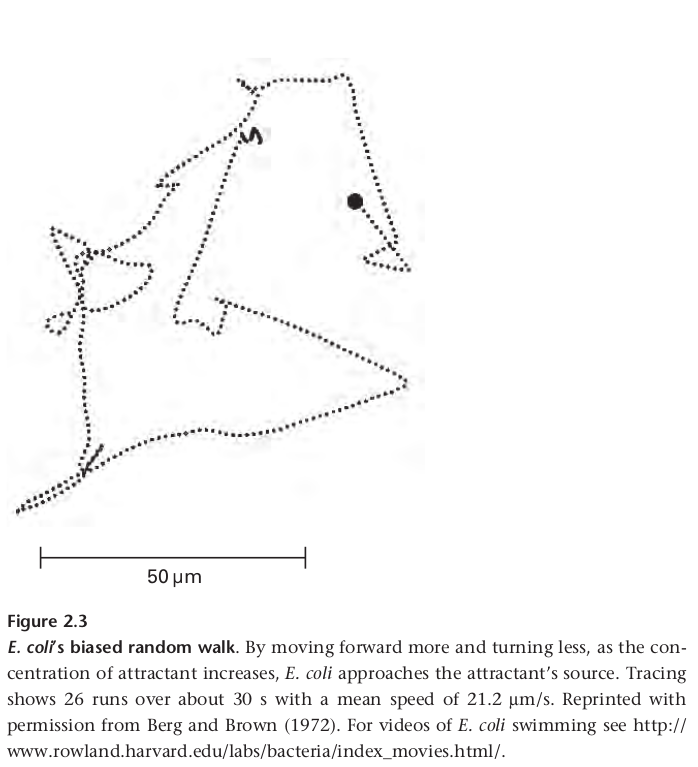 50 µm
Figure 2.3
E. coli's biased random walk. By moving forward more and turning less, as the con-
centration of attractant increases, E. coli approaches the attractant's source. Tracing
shows 26 runs over about 30 s with a mean speed of 21.2 µm/s. Reprinted with
permission from Berg and Brown (1972). For videos of E. coli swimming see http://
www.rowland.harvard.edu/labs/bacteria/index_movies.html/.